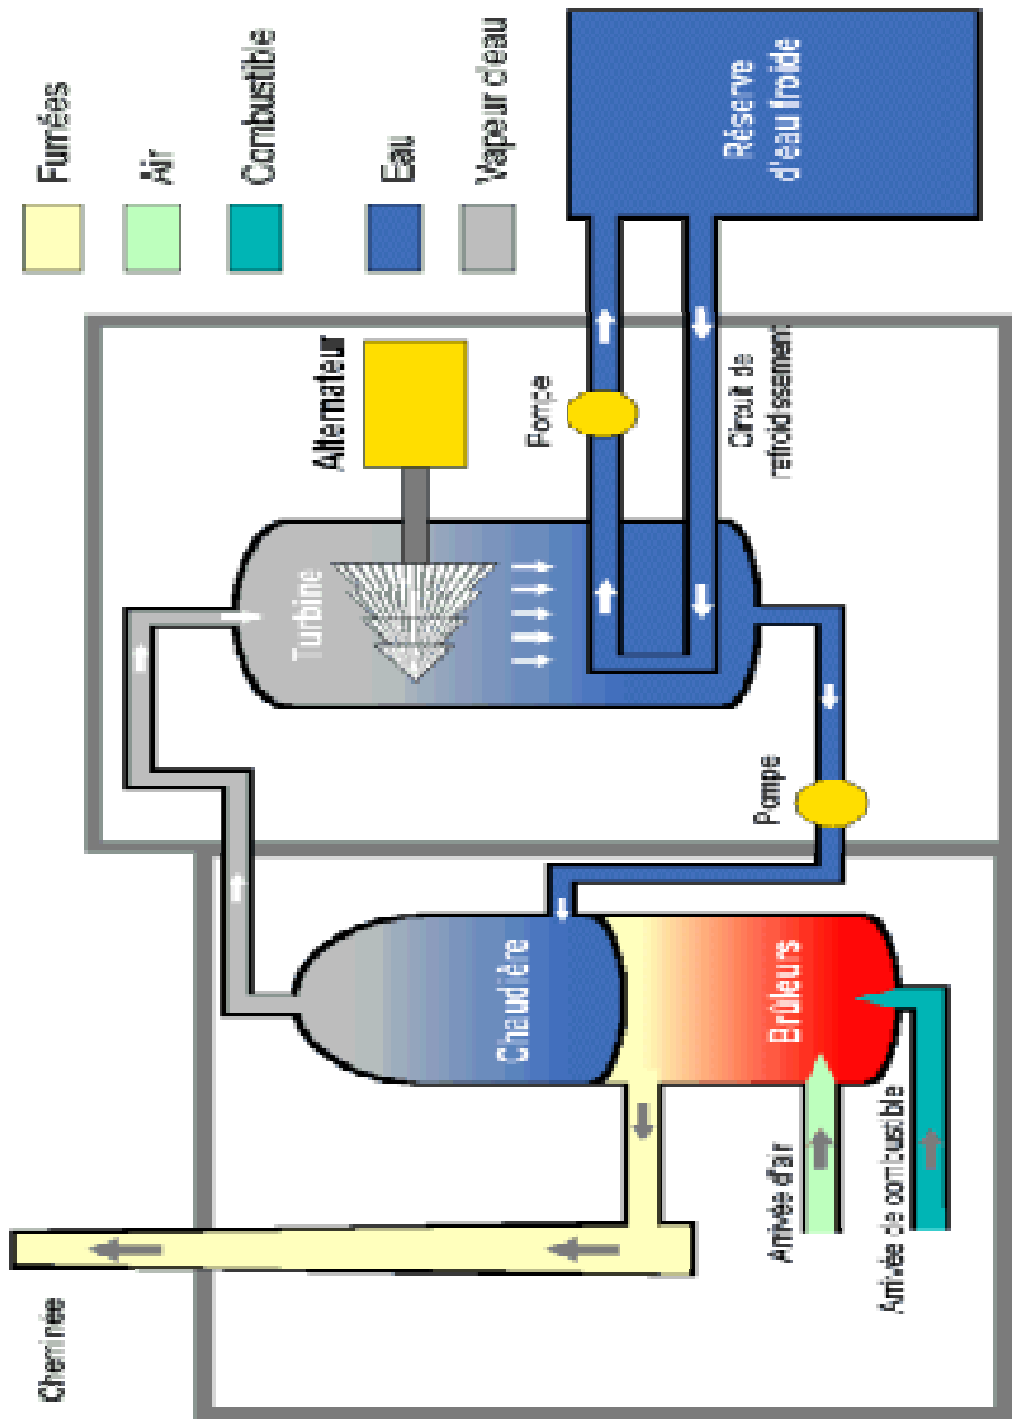 Cheminée
Fumées
Air
Combustible
Eau
Vapeur d'eau
Alternateur
Turbine
Pompe
Réserve
d'eau froide
Circuit de
refroidissement
Pompe
Chaudière
Brûleurs
Arrivée d'air
Arrivée de combustible